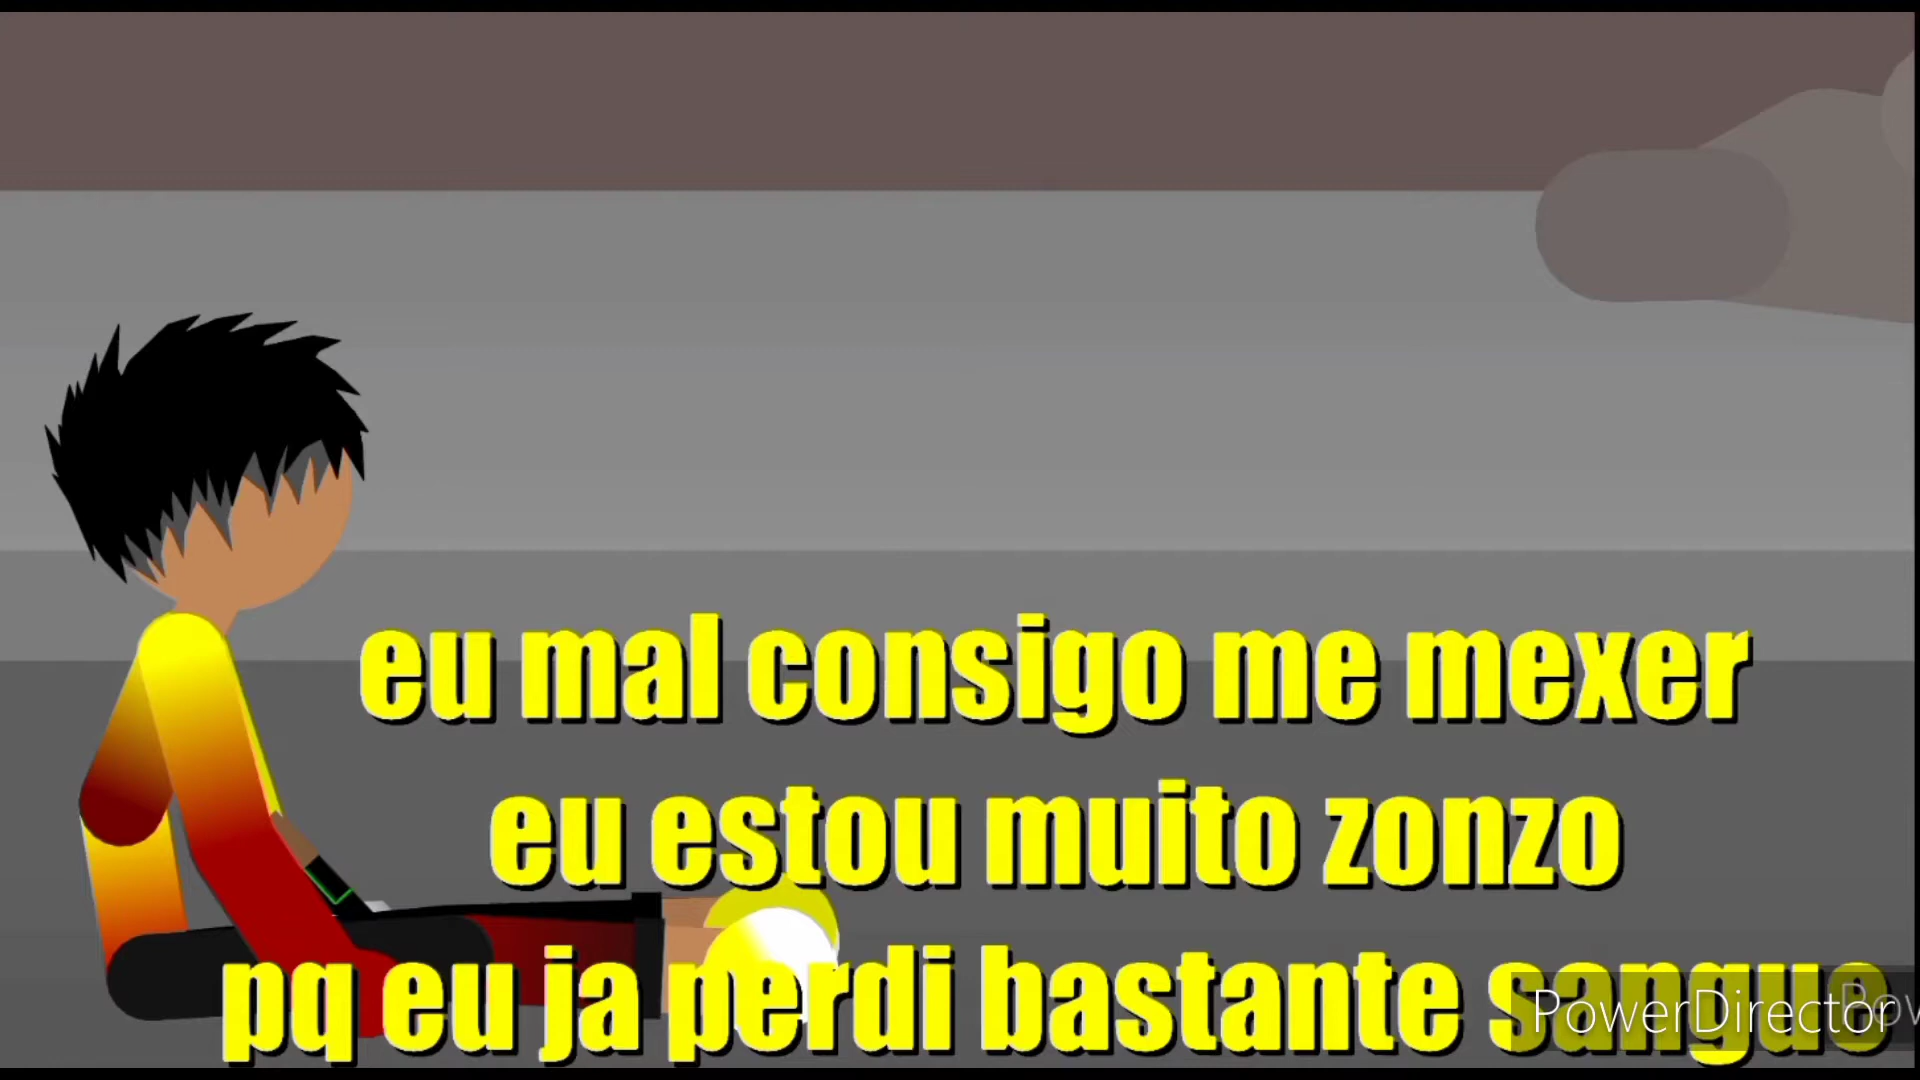 eu mal consigo me mexer
eu estou muito zonzo
pq eu ja perdi bastante sangue
PowerDirector